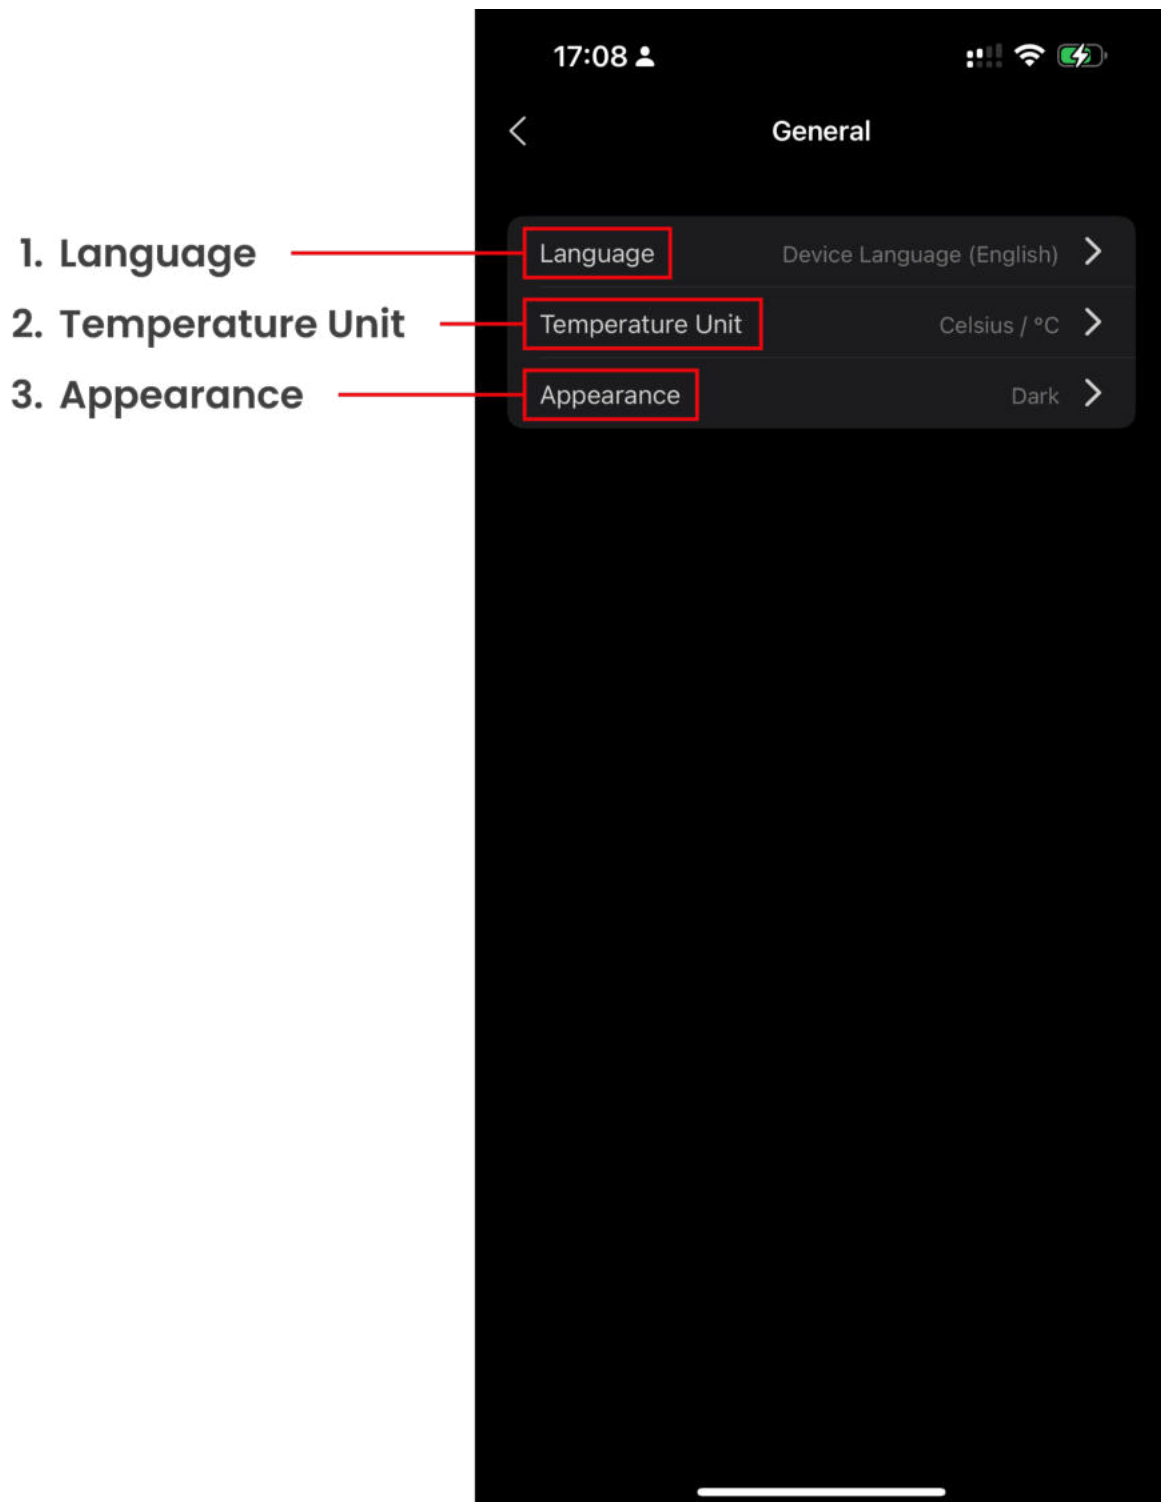 17:08
General
1. Language
Language Device Language (English)
2. Temperature Unit
Temperature Unit Celsius / °C
3. Appearance
Appearance Dark